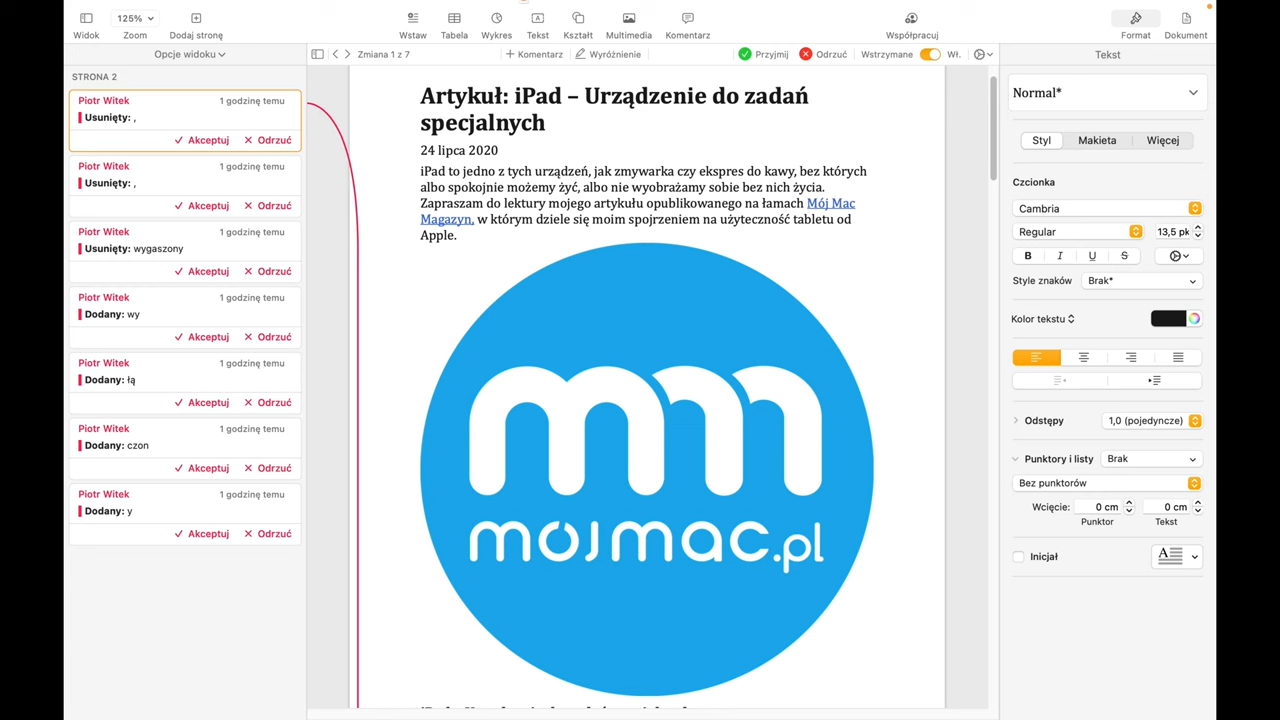 125%
Widok
Zoom
Dodaj stronę
Wstaw
Tabela
Wykres
Tekst
Kształt
Multimedia
Komentarz
Współpracuj
Format
Dokument
Opcje widoku
Zmiana 1 z 7
Komentarz
Wyróżnienie
Przyjmij
Odrzuć
Wstrzymane
Wł.
Tekst
STRONA 2
Piotr Witek 1 godzinę temu
Usunięty: ,
Akceptuj Odrzuć
Piotr Witek 1 godzinę temu
Usunięty: ,
Akceptuj Odrzuć
Piotr Witek 1 godzinę temu
Usunięty: wygaszony
Akceptuj Odrzuć
Piotr Witek 1 godzinę temu
Dodany: wy
Akceptuj Odrzuć
Piotr Witek 1 godzinę temu
Dodany: łą
Akceptuj Odrzuć
Piotr Witek 1 godzinę temu
Dodany: czon
Akceptuj Odrzuć
Piotr Witek 1 godzinę temu
Dodany: y
Akceptuj Odrzuć
Artykuł: iPad – Urządzenie do zadań
specjalnych
24 lipca 2020
iPad to jedno z tych urządzeń, jak zmywarka czy ekspres do kawy, bez których
albo spokojnie możemy żyć, albo nie wyobrażamy sobie bez nich życia.
Zapraszam do lektury mojego artykułu opublikowanego na łamach Mój Mac
Magazyn, w którym dziele się moim spojrzeniem na użyteczność tabletu od
Apple.
mójmac.pl
Normal*
Styl
Makieta
Więcej
Czcionka
Cambria
Regular
13,5 pk
B I U S
Style znaków
Brak*
Kolor tekstu
Odstępy
1,0 (pojedyncze)
Punktory i listy
Brak
Bez punktorów
Wcięcie:
0 cm
0 cm
Punktor
Tekst
Inicjał
A